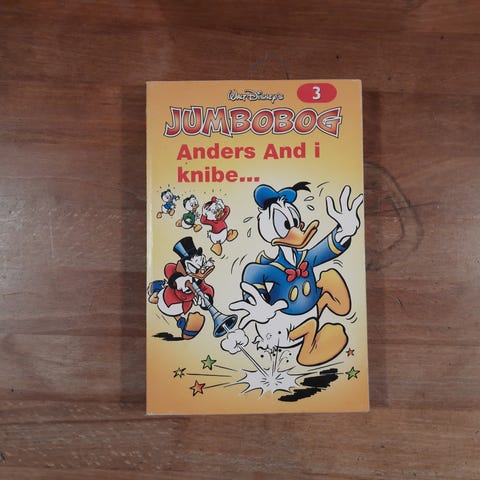 Walt Disney's
3
JUMBOBOG
Anders And i
knibe...